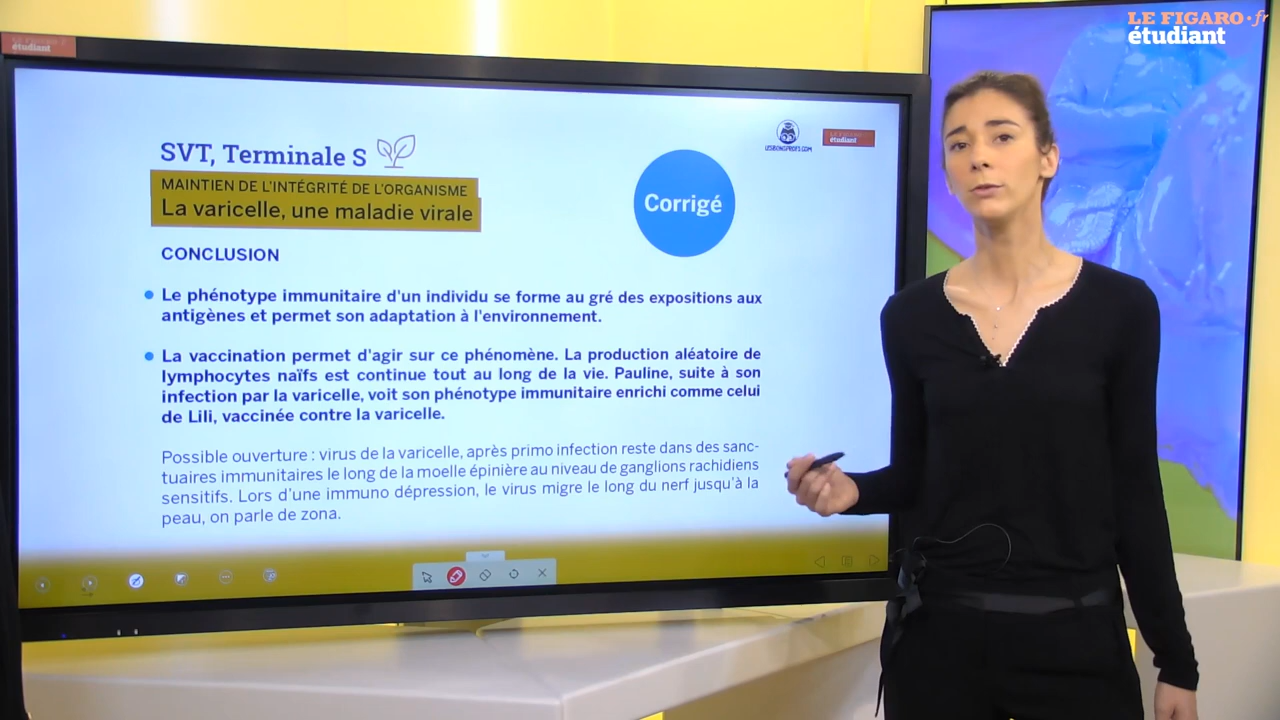 LE FIGARO.fr
étudiant
étudiant
SVT, Terminale S
LESBONSPROFS.COM
étudiant
MAINTIEN DE L'INTÉGRITÉ DE L'ORGANISME
La varicelle, une maladie virale
Corrigé
CONCLUSION
Le phénotype immunitaire d'un individu se forme au gré des expositions aux
antigènes et permet son adaptation à l'environnement.
La vaccination permet d'agir sur ce phénomène. La production aléatoire de
lymphocytes naïfs est continue tout au long de la vie. Pauline, suite à son
infection par la varicelle, voit son phénotype immunitaire enrichi comme celui
de Lili, vaccinée contre la varicelle.
Possible ouverture : virus de la varicelle, après primo infection reste dans des sanc-
tuaires immunitaires le long de la moelle épinière au niveau de ganglions rachidiens
sensitifs. Lors d'une immuno dépression, le virus migre le long du nerf jusqu'à la
peau, on parle de zona.